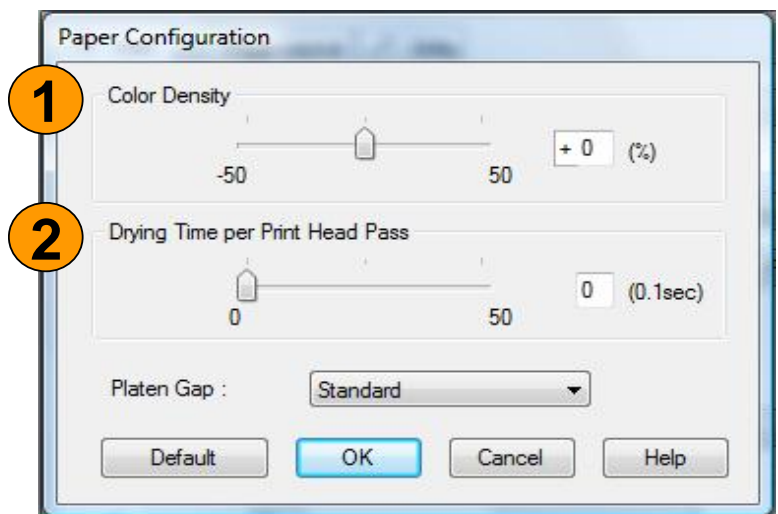 Paper Configuration
1
Color Density
+ 0 (%)
-50 50
2
Drying Time per Print Head Pass
0 (0.1sec)
0 50
Platen Gap : Standard
Default OK Cancel Help